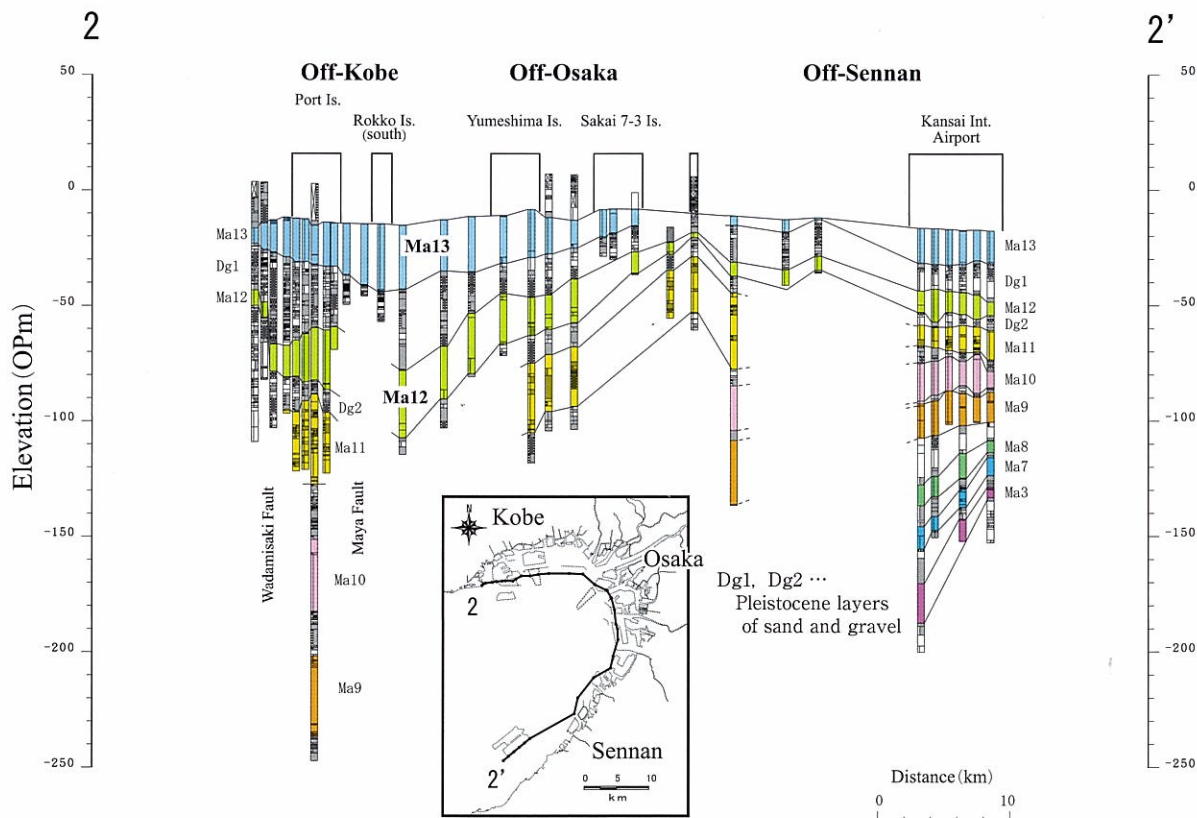 2
2'
50
0
-50
-100
-150
-200
-250
Elevation (OPm)
Off-Kobe
Off-Osaka
Off-Sennan
Port Is.
Rokko Is.
(south)
Yumeshima Is.
Sakai 7-3 Is.
Kansai Int.
Airport
Ma13
Dg1
Ma12
Ma13
Ma12
Dg2
Ma11
Wadamisaki Fault
Maya Fault
Ma10
Ma9
Ma13
Dg1
Ma12
Dg2
Ma11
Ma10
Ma9
Ma8
Ma7
Ma3
50
0
-50
-100
-150
-200
-250
N
Kobe
Osaka
2
Sennan
2'
0 5 10
km
Dg1, Dg2 …
Pleistocene layers
of sand and gravel
Distance (km)
0 10